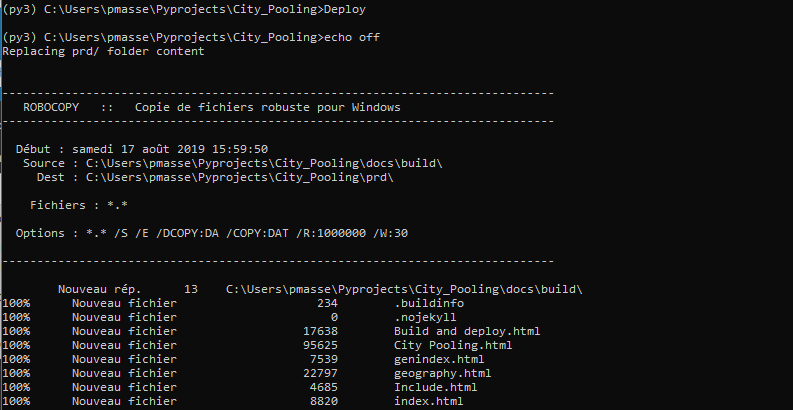 (py3) C:\Users\pmasse\Pyprojects\City_Pooling>Deploy
(py3) C:\Users\pmasse\Pyprojects\City_Pooling>echo off
Replacing prd/ folder content
-------------------------------------------------------------------------------
ROBOCOPY :: Copie de fichiers robuste pour Windows
-------------------------------------------------------------------------------
Début : samedi 17 août 2019 15:59:50
Source : C:\Users\pmasse\Pyprojects\City_Pooling\docs\build\
Dest : C:\Users\pmasse\Pyprojects\City_Pooling\prd\
Fichiers : *.*
Options : *.* /S /E /DCOPY:DA /COPY:DAT /R:1000000 /W:30
-------------------------------------------------------------------------------
Nouveau rép. 13 C:\Users\pmasse\Pyprojects\City_Pooling\docs\build\
100% Nouveau fichier 234 .buildinfo
100% Nouveau fichier 0 .nojekyll
100% Nouveau fichier 17638 Build and deploy.html
100% Nouveau fichier 95625 City Pooling.html
100% Nouveau fichier 7539 genindex.html
100% Nouveau fichier 22797 geography.html
100% Nouveau fichier 4685 Include.html
100% Nouveau fichier 8820 index.html